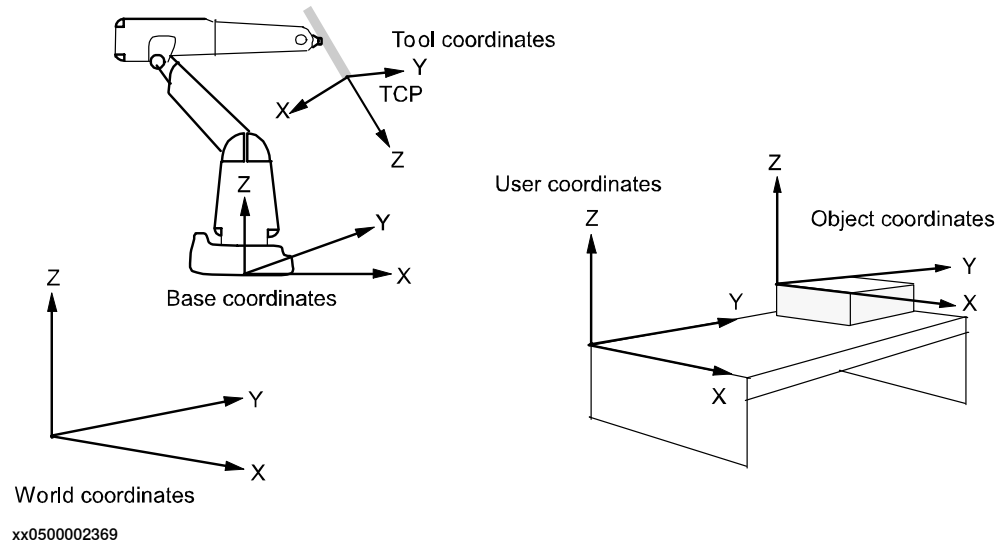 Tool coordinates
Y
TCP
X
Z
Z
Y
X
Base coordinates
User coordinates
Z
Z
Object coordinates
Y
X
Y
X
Z
Y
X
World coordinates
xx0500002369